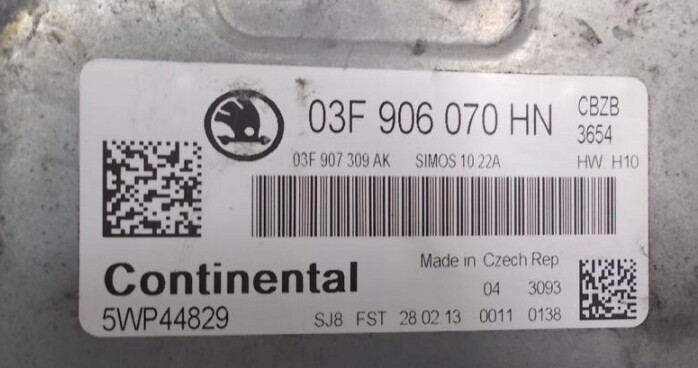 03F 906 070 HN CBZB
3654
03F 907 309 AK SIMOS 10.22A HW H10
Continental Made in Czech Rep
04 3093
5WP44829 SJ8 FST 28 02 13 0011 0138